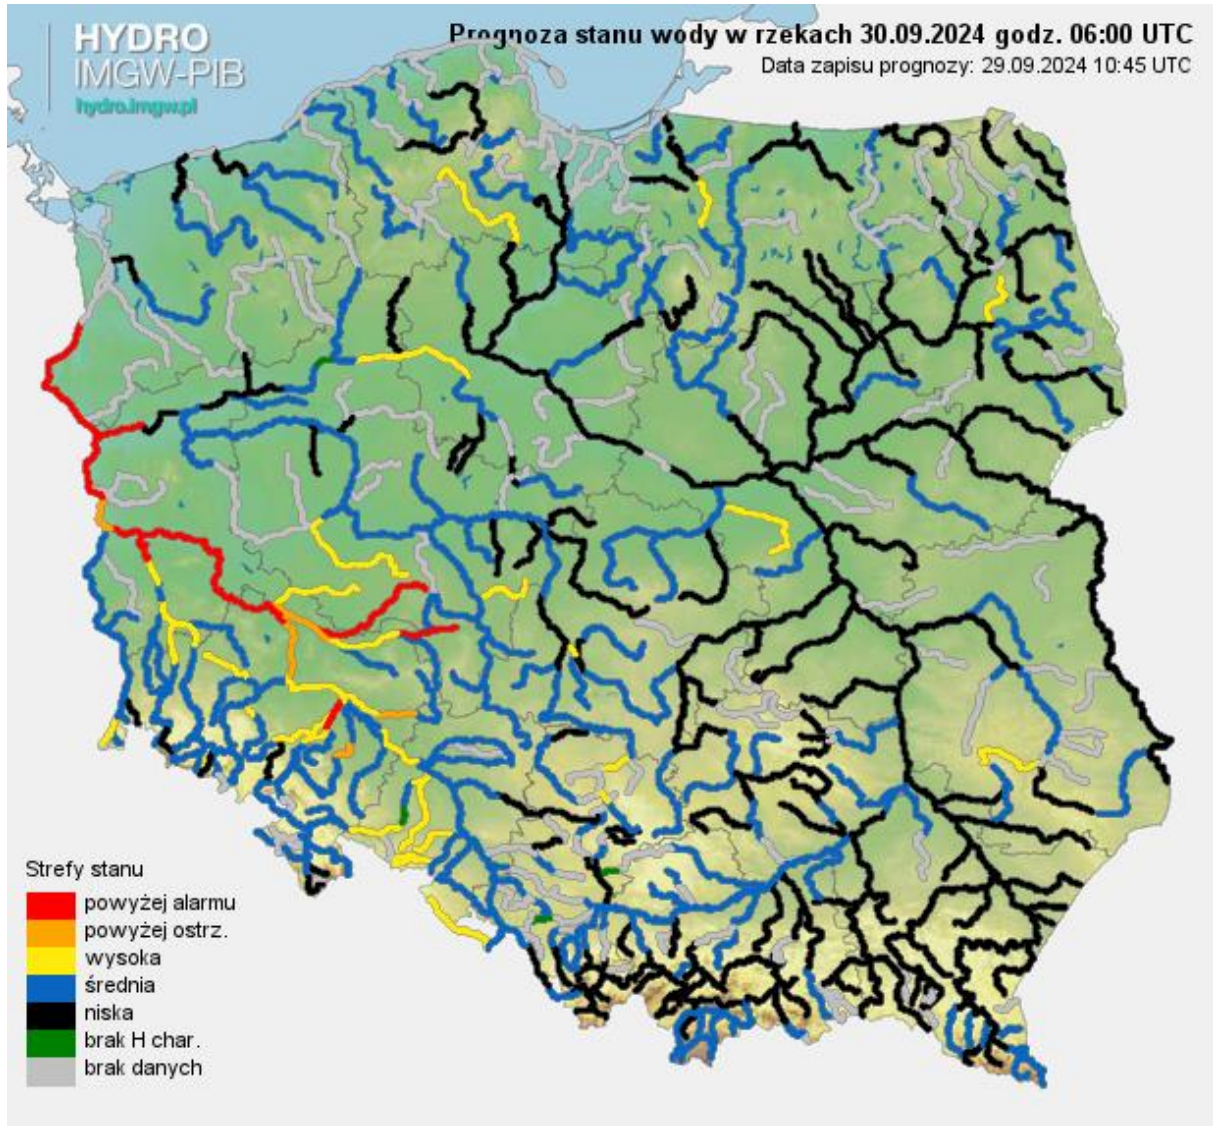 HYDRO
IMGW-PIB
hydro.imgw.pl
Prognoza stanu wody w rzekach 30.09.2024 godz. 06:00 UTC
Data zapisu prognozy: 29.09.2024 10:45 UTC
Strefy stanu
powyżej alarmu
powyżej ostrz.
wysoka
średnia
niska
brak H char.
brak danych